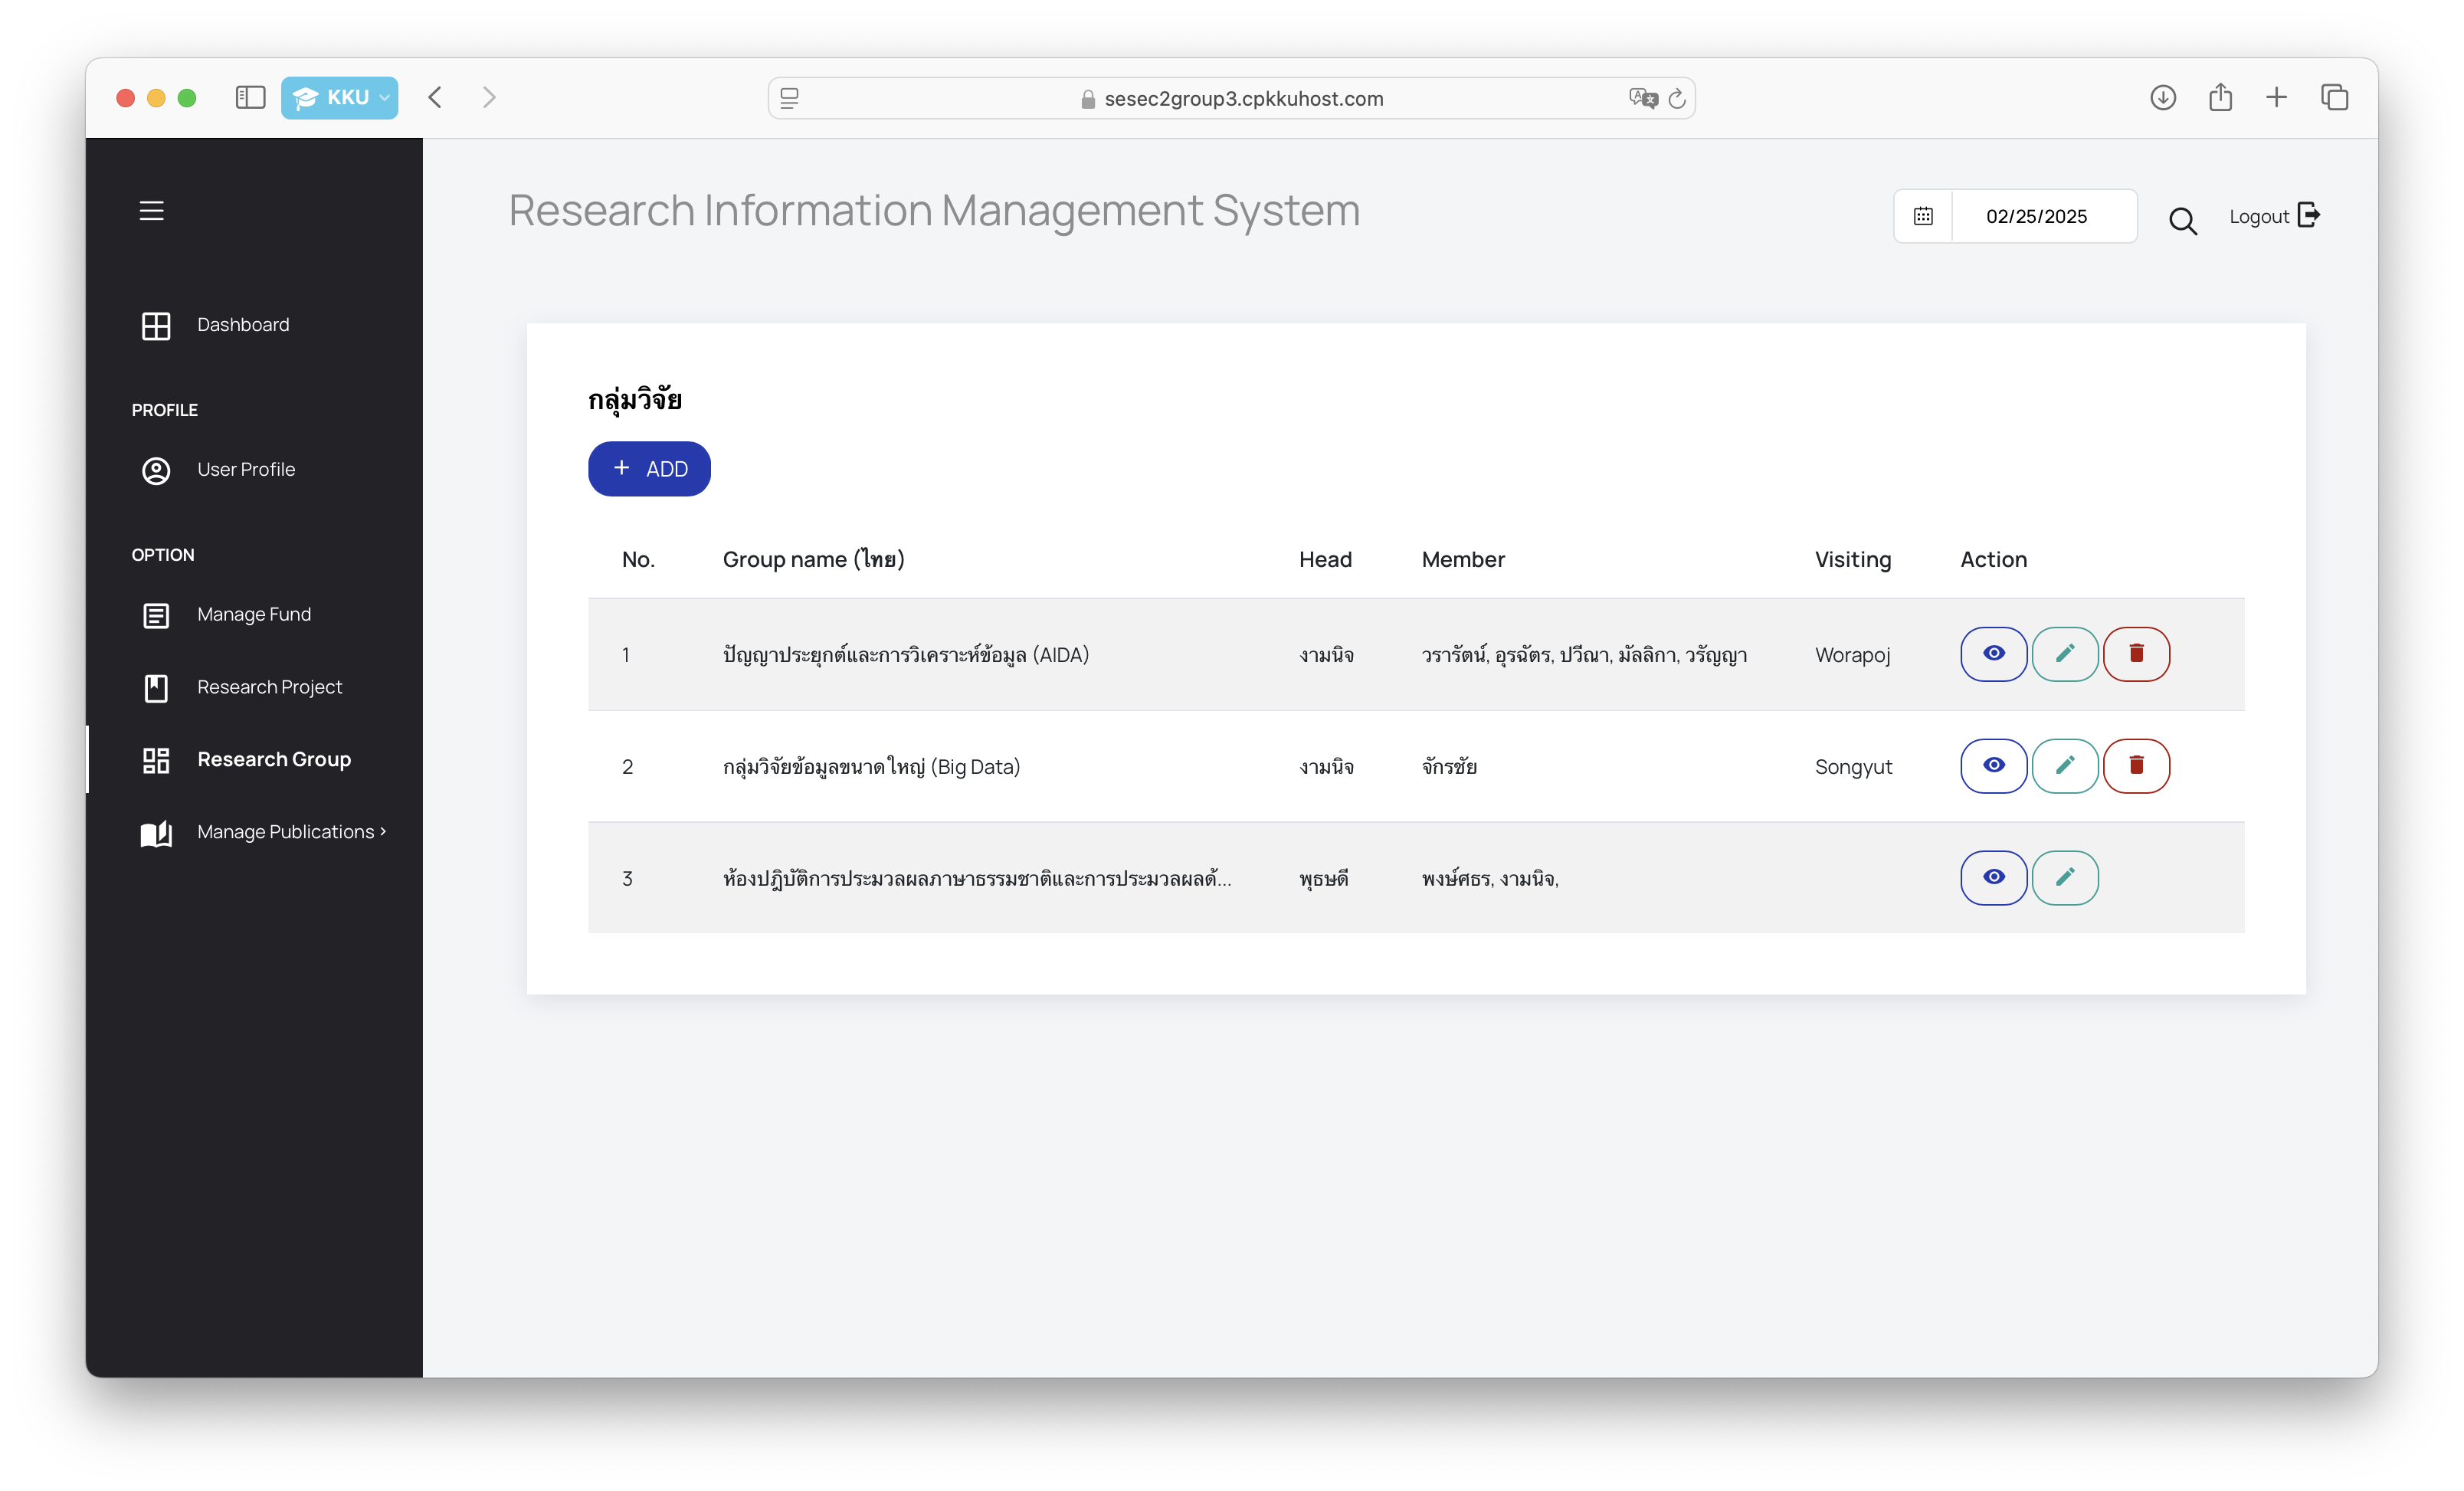 KKU
sesec2group3.cpkkuhost.com
Research Information Management System
02/25/2025
Logout
Dashboard
PROFILE
User Profile
OPTION
Manage Fund
Research Project
Research Group
Manage Publications
กลุ่มวิจัย
+ ADD
No. Group name (ไทย) Head Member Visiting Action
1 ปัญญาประยุกต์และการวิเคราะห์ข้อมูล (AIDA) งามนิจ วรารัตน์, อุรฉัตร, ปวีณา, มัลลิกา, วรัญญา Worapoj
2 กลุ่มวิจัยข้อมูลขนาดใหญ่ (Big Data) งามนิจ จักรชัย Songyut
3 ห้องปฎิบัติการประมวลผลภาษาธรรมชาติและการประมวลผลด้... พุธษดี พงษ์ศธร, งามนิจ,